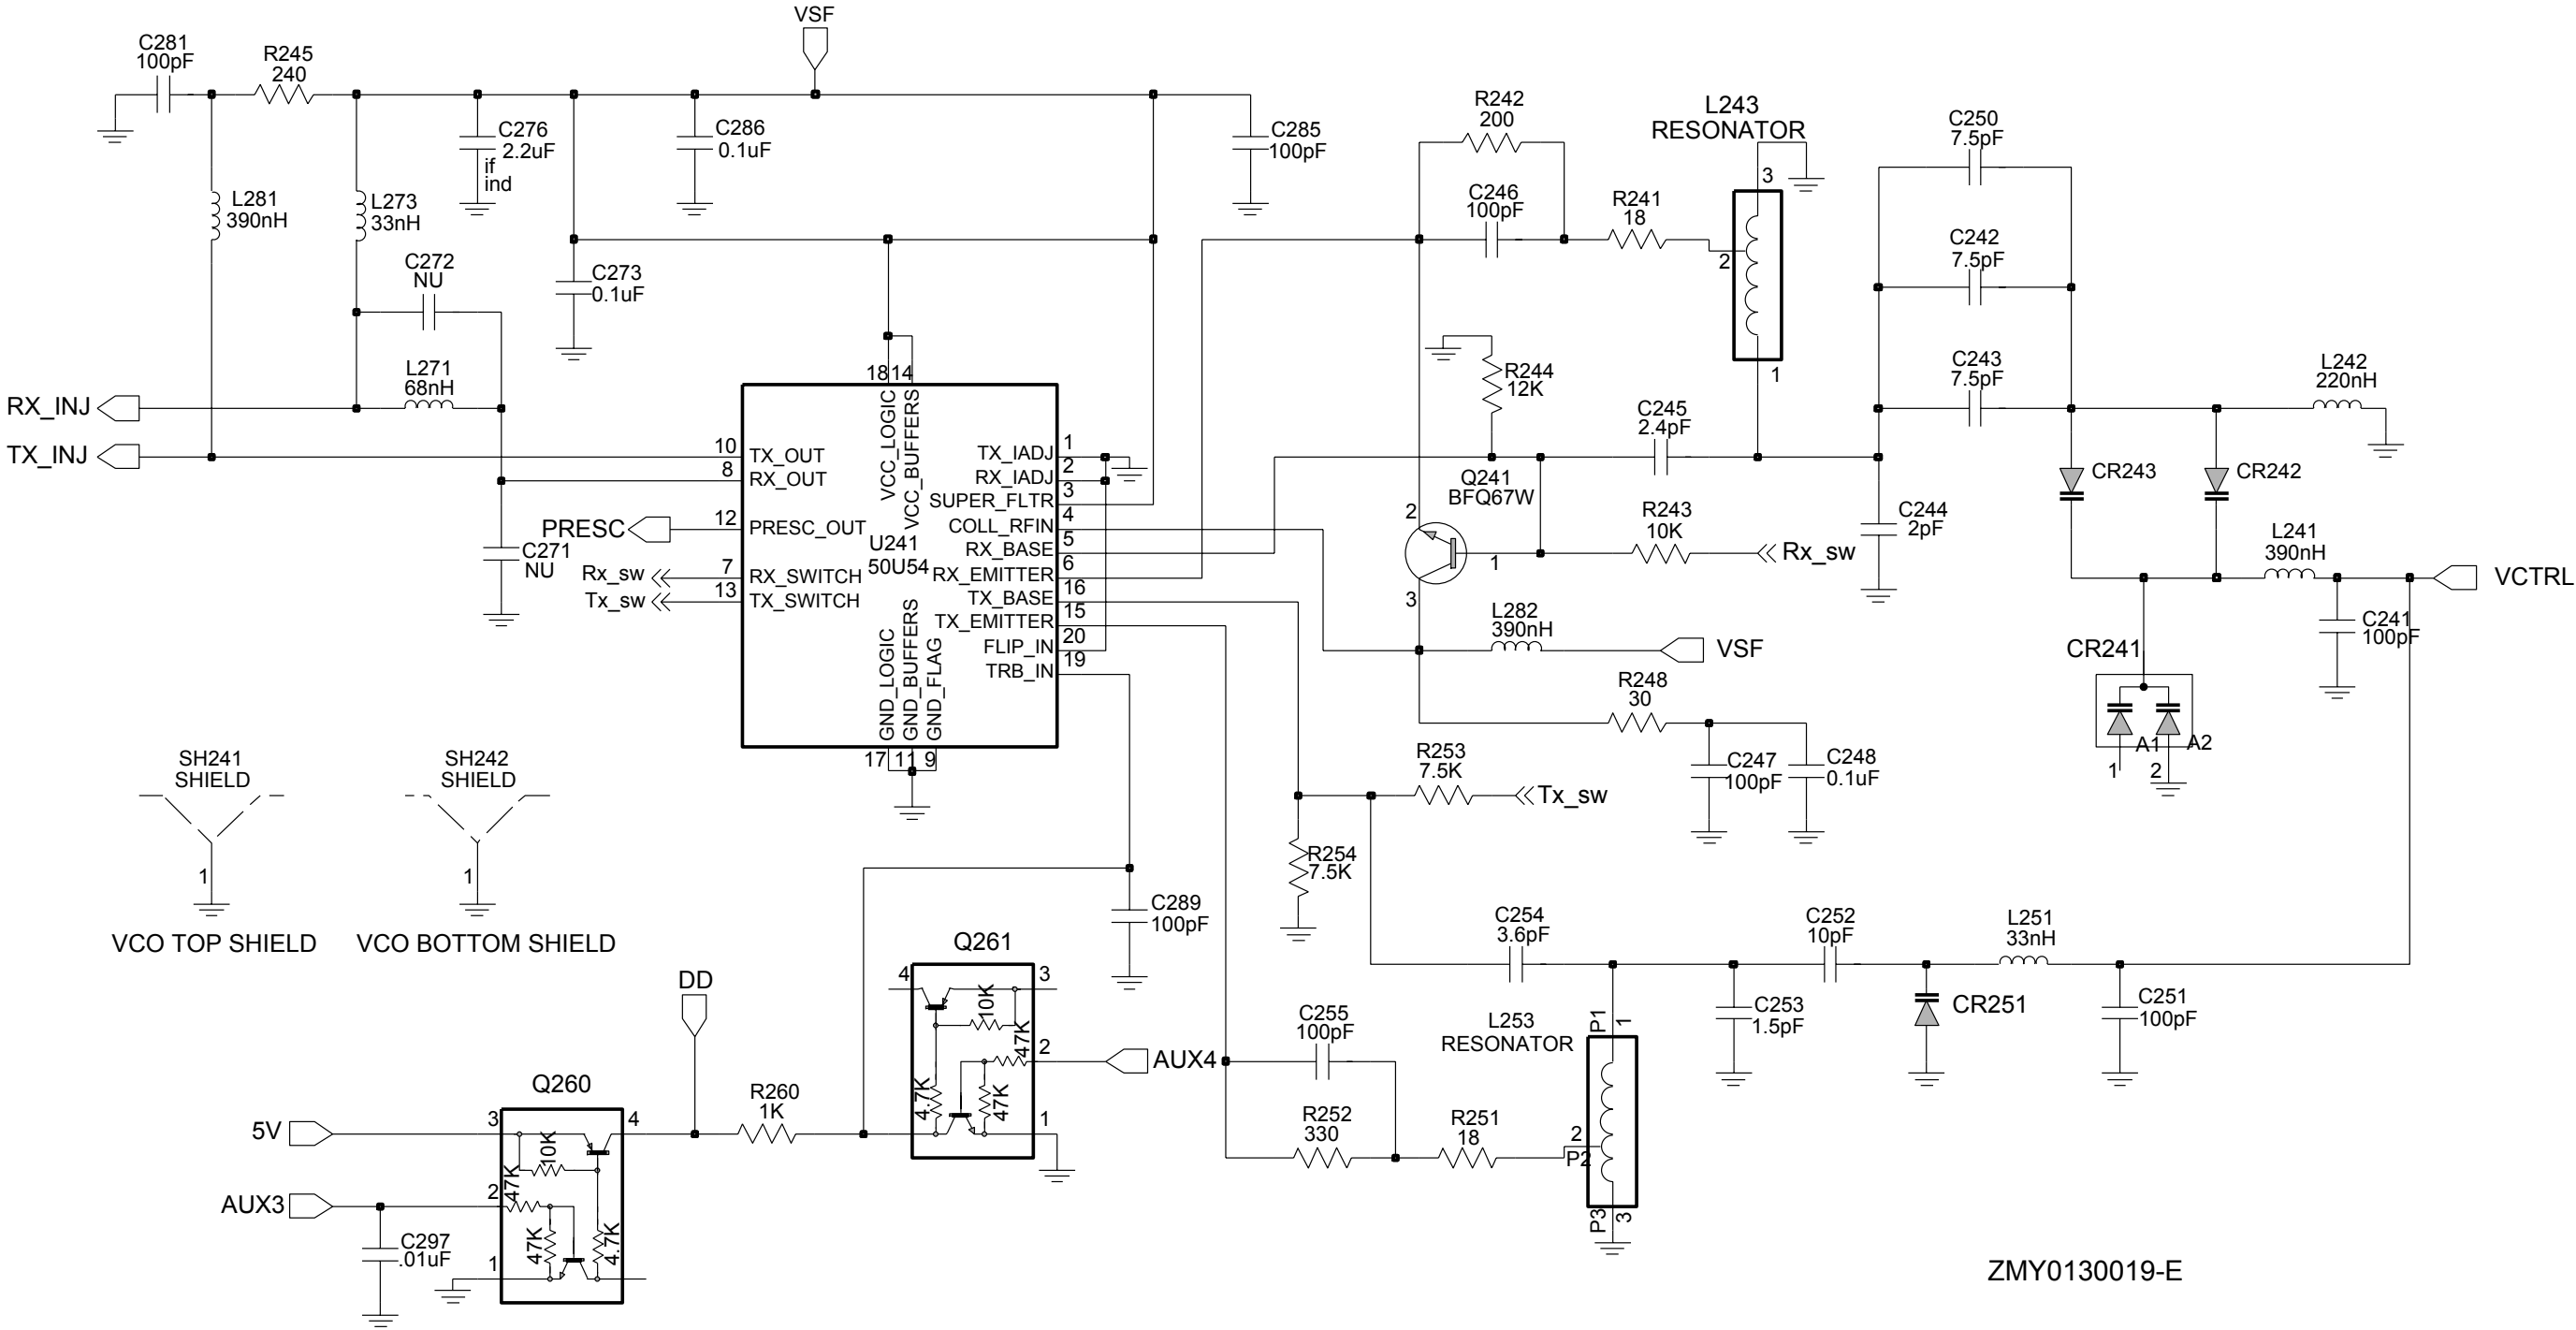 VSF
C281
100pF
R245
240
C276
2.2uF
if
ind
C286
0.1uF
C285
100pF
L281
390nH
L273
33nH
C272
NU
C273
0.1uF
L271
68nH
RX_INJ
TX_INJ
PRESC
C271
NU
Rx_sw
Tx_sw
18
14
VCC_LOGIC
VCC_BUFFERS
10
TX_OUT
8
RX_OUT
12
PRESC_OUT
7
RX_SWITCH
13
TX_SWITCH
U241
50U54
TX_IADJ
1
RX_IADJ
2
SUPER_FLTR
3
COLL_RFIN
4
RX_BASE
5
RX_EMITTER
6
TX_BASE
16
TX_EMITTER
15
FLIP_IN
20
TRB_IN
19
GND_LOGIC
GND_BUFFERS
GND_FLAG
17
11
9
R242
200
C246
100pF
R241
18
L243
RESONATOR
3
2
1
R244
12K
C245
2.4pF
Q241
BFQ67W
2
1
3
R243
10K
Rx_sw
L282
390nH
VSF
R248
30
C247
100pF
C248
0.1uF
C250
7.5pF
C242
7.5pF
C243
7.5pF
C244
2pF
L242
220nH
CR243
CR242
L241
390nH
VCTRL
C241
100pF
CR241
A1
A2
1
2
R253
7.5K
Tx_sw
R254
7.5K
C254
3.6pF
C252
10pF
L251
33nH
C253
1.5pF
CR251
C251
100pF
C255
100pF
R252
330
R251
18
L253
RESONATOR
P1
1
2
P2
P3
3
SH241
SHIELD
1
VCO TOP SHIELD
SH242
SHIELD
1
VCO BOTTOM SHIELD
C289
100pF
Q261
4
3
10K
47K
2
AUX4
4.7K
47K
1
DD
R260
1K
Q260
5V
3
4
10K
47K
AUX3
2
47K
4.7K
1
C297
.01uF
ZMY0130019-E